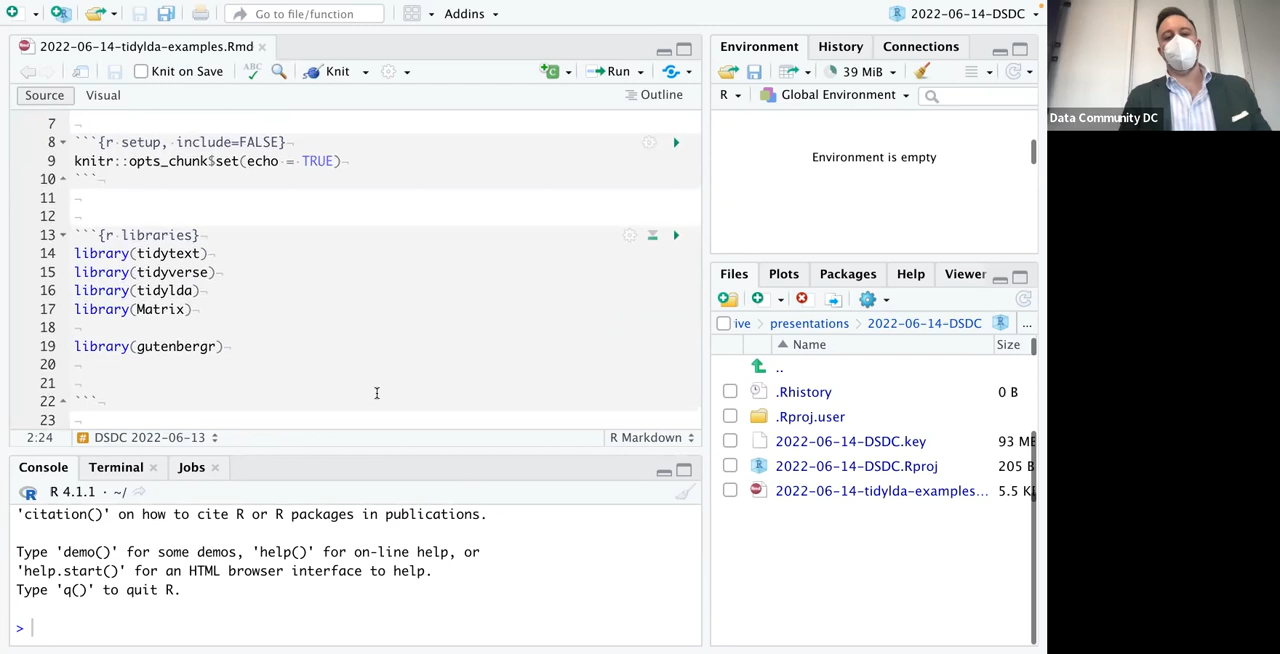 Go to file/function
Addins
2022-06-14-DSDC
2022-06-14-tidylda-examples.Rmd
Knit on Save
ABC
Knit
Run
Source
Visual
Outline
7
8 ```{r setup, include=FALSE}
9 knitr::opts_chunk$set(echo = TRUE)
10 ```
11
12
13 ```{r libraries}
14 library(tidytext)
15 library(tidyverse)
16 library(tidylda)
17 library(Matrix)
18
19 library(gutenbergr)
20
21
22 ```
23
2:24
DSDC 2022-06-13
R Markdown
Console
Terminal
Jobs
R 4.1.1 · ~/
'citation()' on how to cite R or R packages in publications.
Type 'demo()' for some demos, 'help()' for on-line help, or
'help.start()' for an HTML browser interface to help.
Type 'q()' to quit R.
>
Environment
History
Connections
39 MiB
R
Global Environment
Environment is empty
Files
Plots
Packages
Help
Viewer
ive
presentations
2022-06-14-DSDC
...
Name
Size
..
.Rhistory
0 B
.Rproj.user
2022-06-14-DSDC.key
93 ME
2022-06-14-DSDC.Rproj
205 B
2022-06-14-tidylda-examples...
5.5 K
Data Community DC